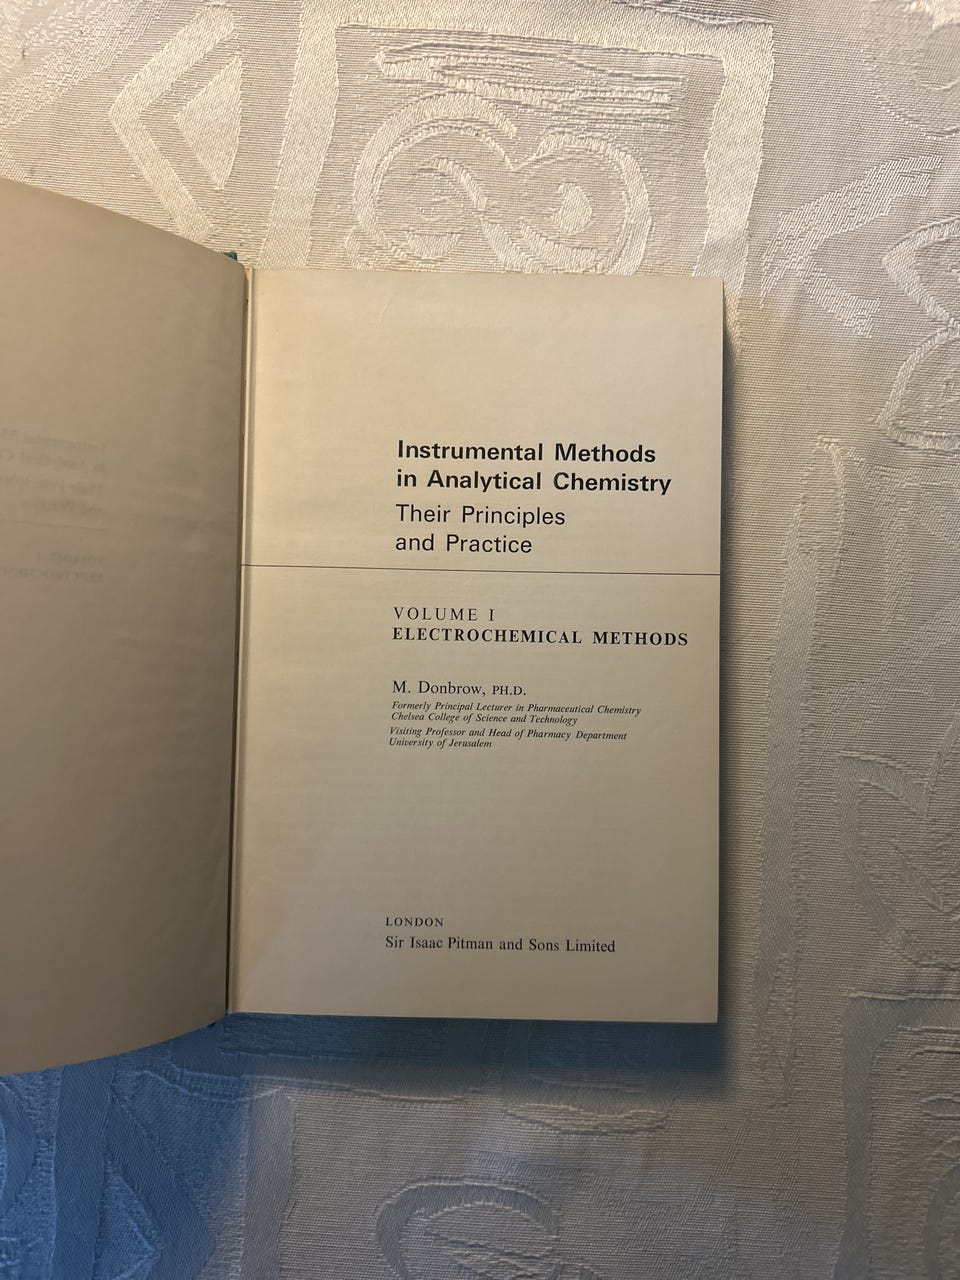 Instrumental Methods
in Analytical Chemistry
Their Principles
and Practice
VOLUME I
ELECTROCHEMICAL METHODS
M. Donbrow, PH.D.
Formerly Principal Lecturer in Pharmaceutical Chemistry
Chelsea College of Science and Technology
Visiting Professor and Head of Pharmacy Department
University of Jerusalem
LONDON
Sir Isaac Pitman and Sons Limited